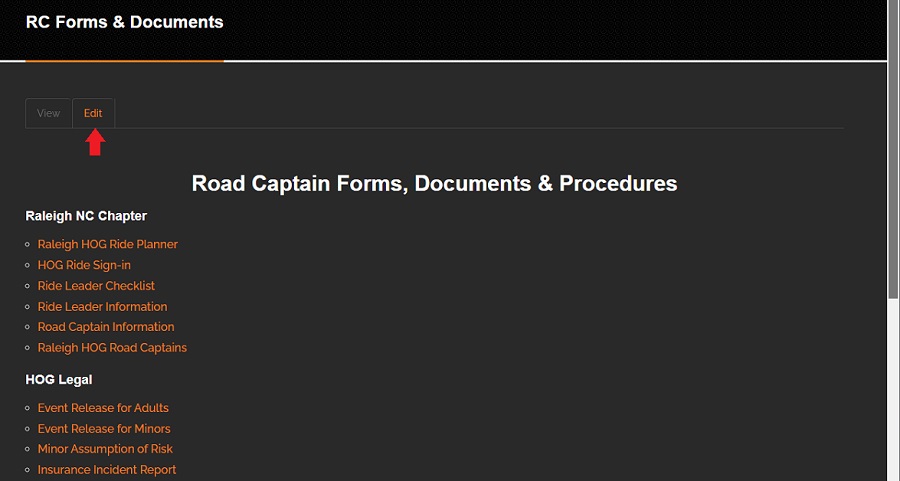 RC Forms & Documents
View
Edit
Road Captain Forms, Documents & Procedures
Raleigh NC Chapter
Raleigh HOG Ride Planner
HOG Ride Sign-in
Ride Leader Checklist
Ride Leader Information
Road Captain Information
Raleigh HOG Road Captains
HOG Legal
Event Release for Adults
Event Release for Minors
Minor Assumption of Risk
Insurance Incident Report